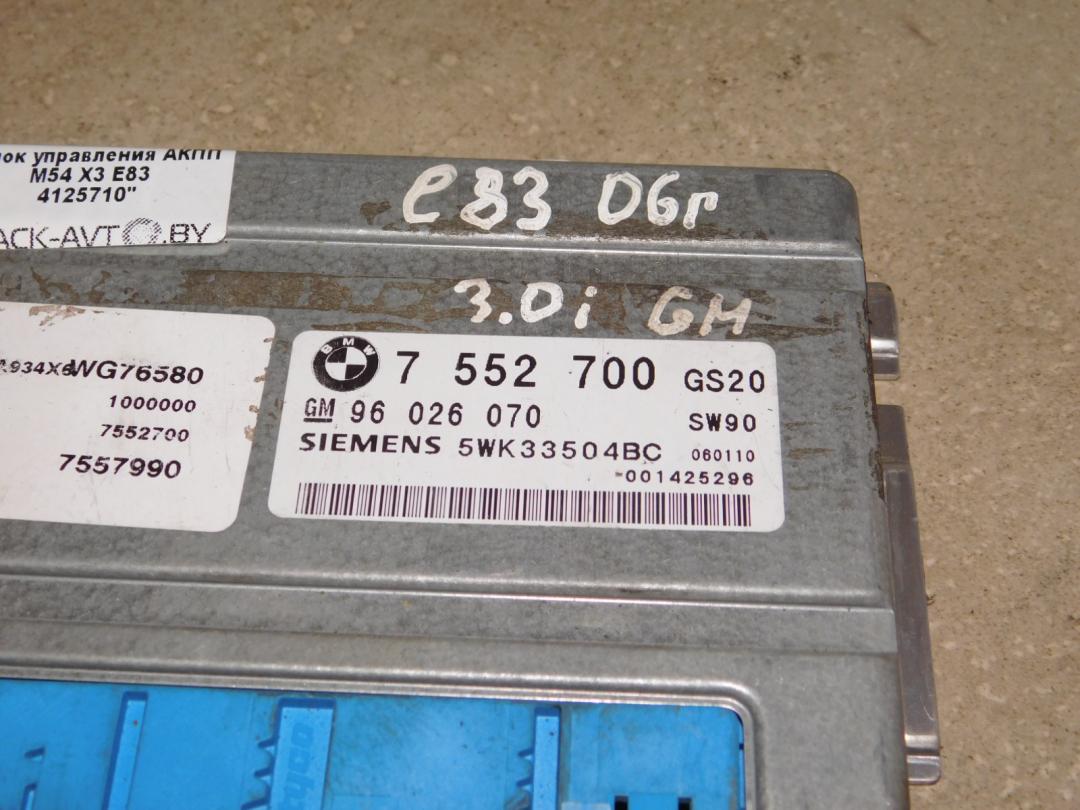 управления АКПП
M54 X3 E83
4125710"
ACK-AVTO.BY
e83 06г
3.0i GM
WG76580
1000000
7552700
7557990
BMW 7 552 700 GS20
GM 96 026 070 SW90
SIEMENS 5WK33504BC 060110
001425296